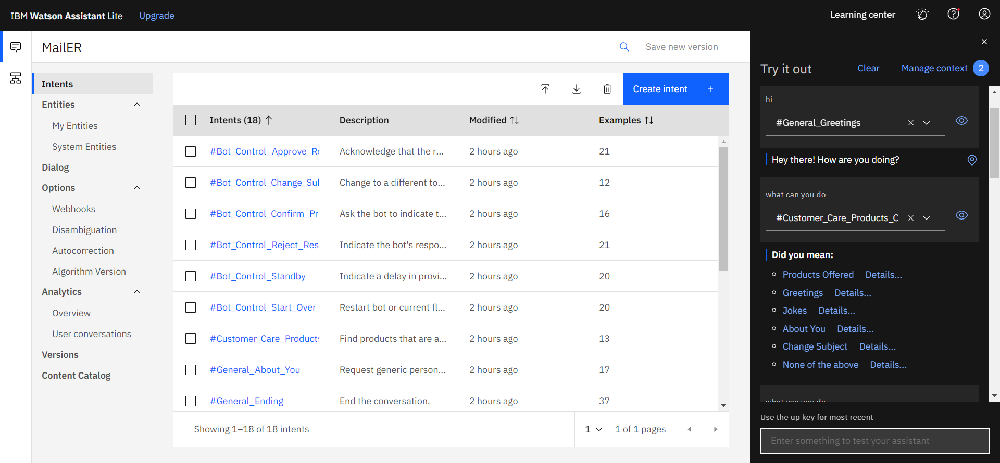 IBM Watson Assistant Lite
Upgrade
Learning center
MailER
Save new version
Intents
Entities
My Entities
System Entities
Dialog
Options
Webhooks
Disambiguation
Autocorrection
Algorithm Version
Analytics
Overview
User conversations
Versions
Content Catalog
Create intent +
Intents (18) Description Modified Examples
#Bot_Control_Approve_Re Acknowledge that the r... 2 hours ago 21
#Bot_Control_Change_Sul Change to a different to... 2 hours ago 12
#Bot_Control_Confirm_Pr Ask the bot to indicate t... 2 hours ago 16
#Bot_Control_Reject_Res Indicate the bot's respo... 2 hours ago 21
#Bot_Control_Standby Indicate a delay in provi... 2 hours ago 20
#Bot_Control_Start_Over Restart bot or current fl... 2 hours ago 20
#Customer_Care_Products Find products that are a... 2 hours ago 13
#General_About_You Request generic person... 2 hours ago 17
#General_Ending End the conversation. 2 hours ago 37
Showing 1–18 of 18 intents
1
1 of 1 pages
Try it out
Clear
Manage context 2
hi
#General_Greetings
Hey there! How are you doing?
what can you do
#Customer_Care_Products_C
Did you mean:
Products Offered Details...
Greetings Details...
Jokes Details...
About You Details...
Change Subject Details...
None of the above Details...
what can you do
Use the up key for most recent
Enter something to test your assistant